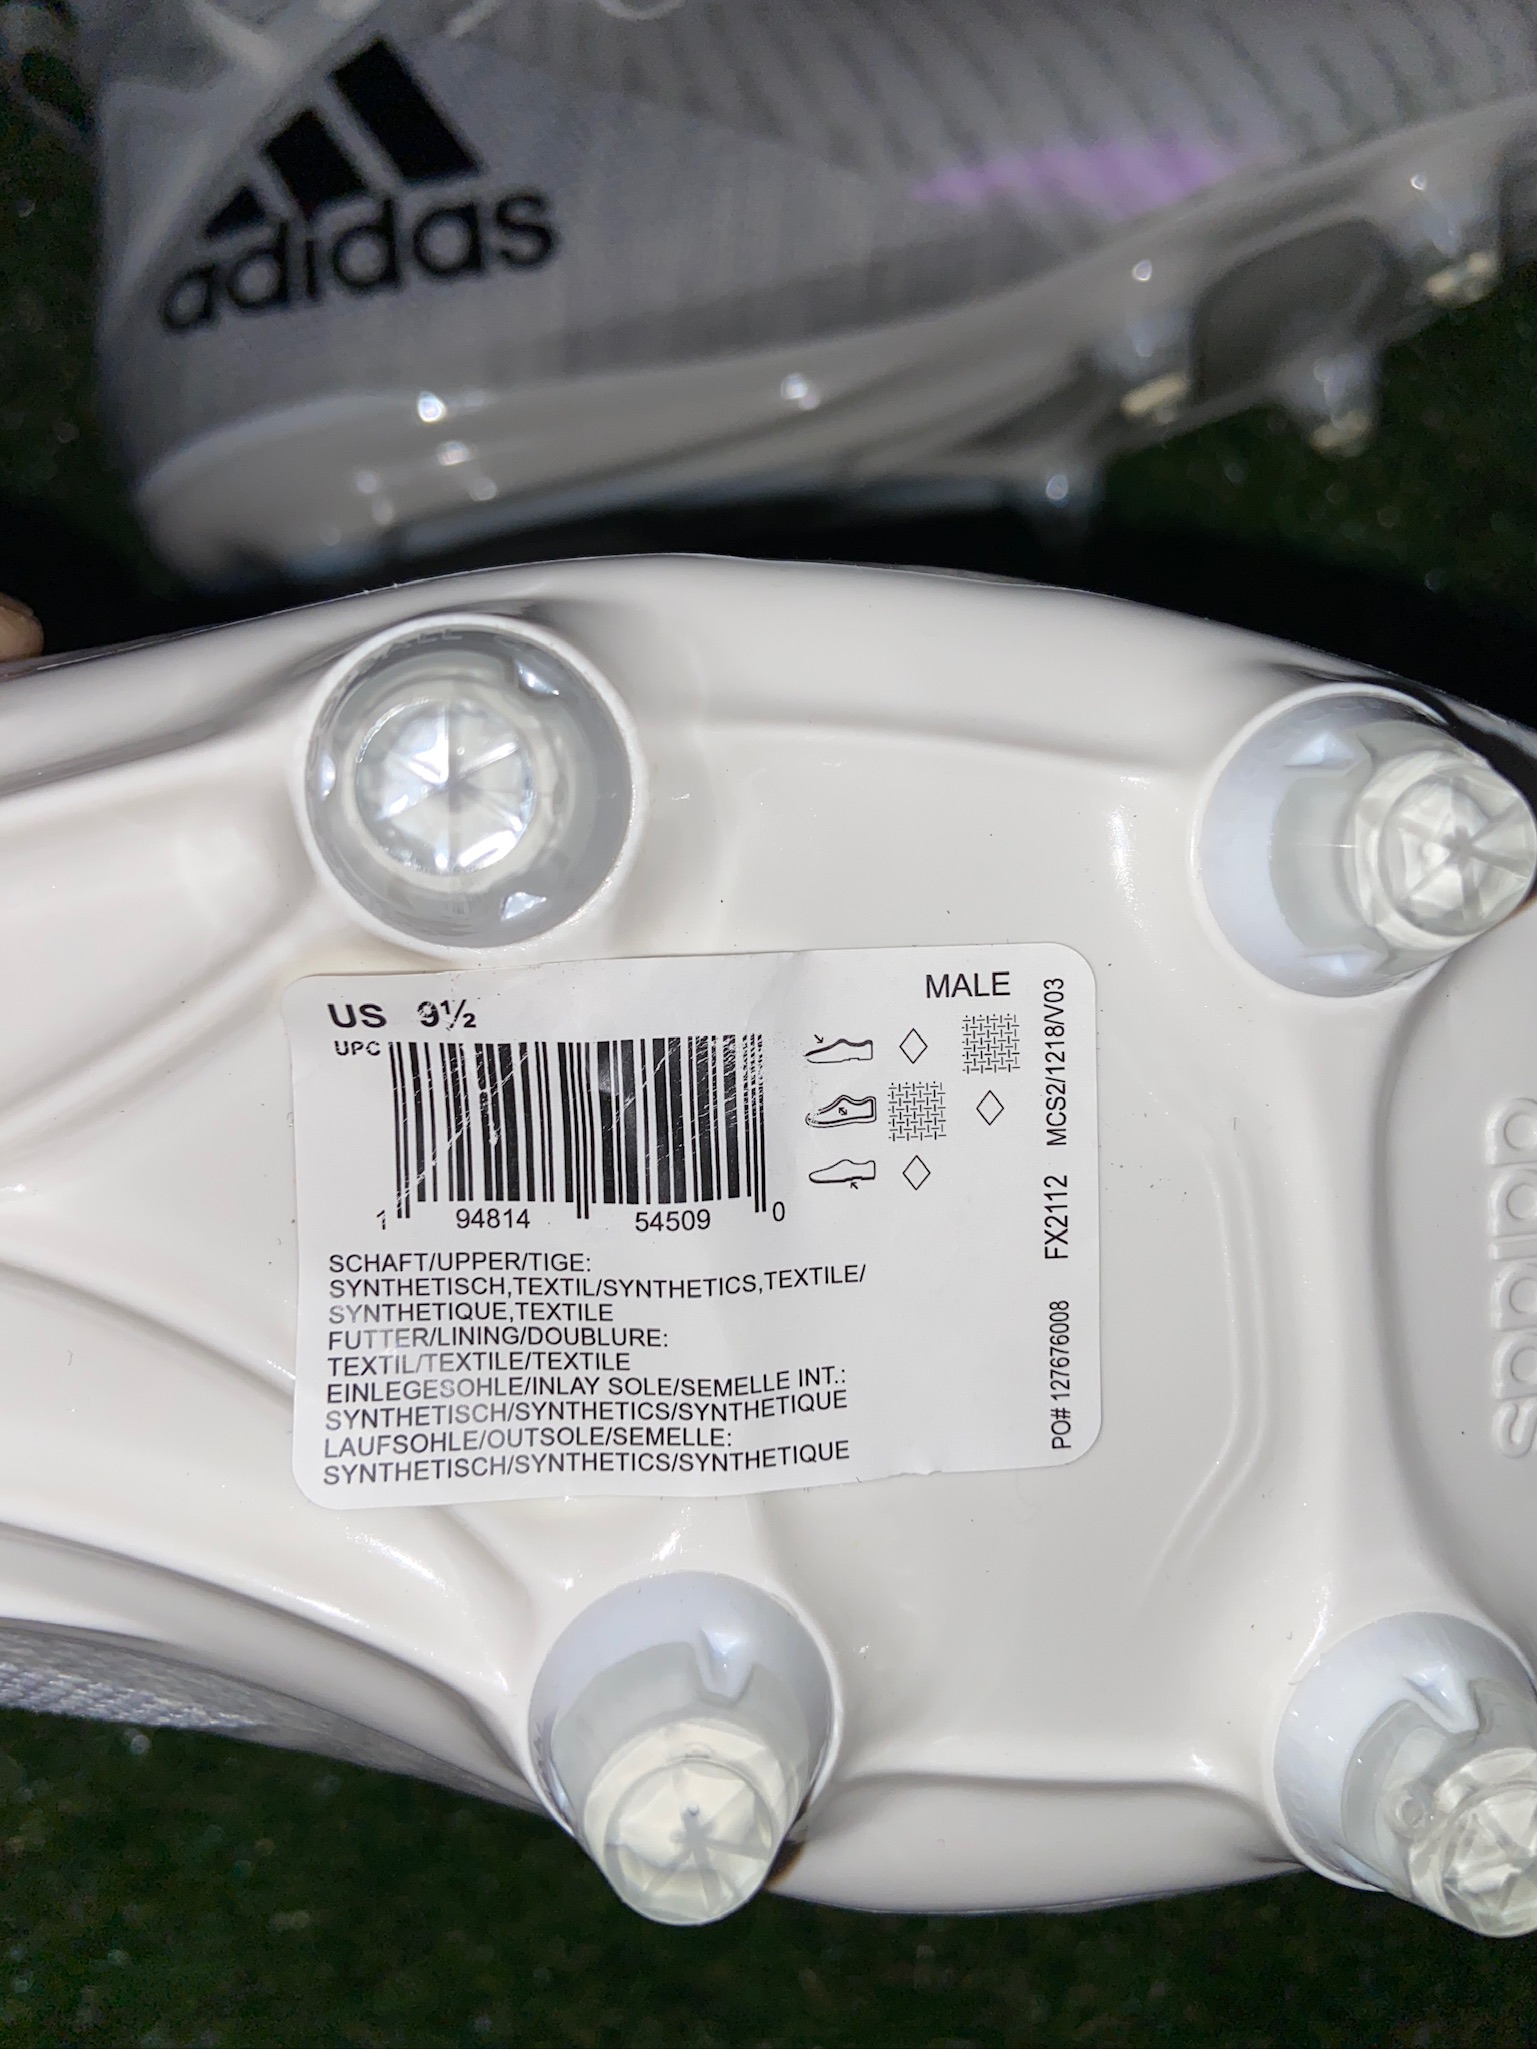 adidas
US 9½
MALE
UPC
1 94814 54509 0
SCHAFT/UPPER/TIGE:
SYNTHETISCH,TEXTIL/SYNTHETICS,TEXTILE/
SYNTHETIQUE,TEXTILE
FUTTER/LINING/DOUBLURE:
TEXTIL/TEXTILE/TEXTILE
EINLEGESOHLE/INLAY SOLE/SEMELLE INT.:
SYNTHETISCH/SYNTHETICS/SYNTHETIQUE
LAUFSOHLE/OUTSOLE/SEMELLE:
SYNTHETISCH/SYNTHETICS/SYNTHETIQUE
PO# 127676008 FX2112 MCS2/1218/V03
adidas